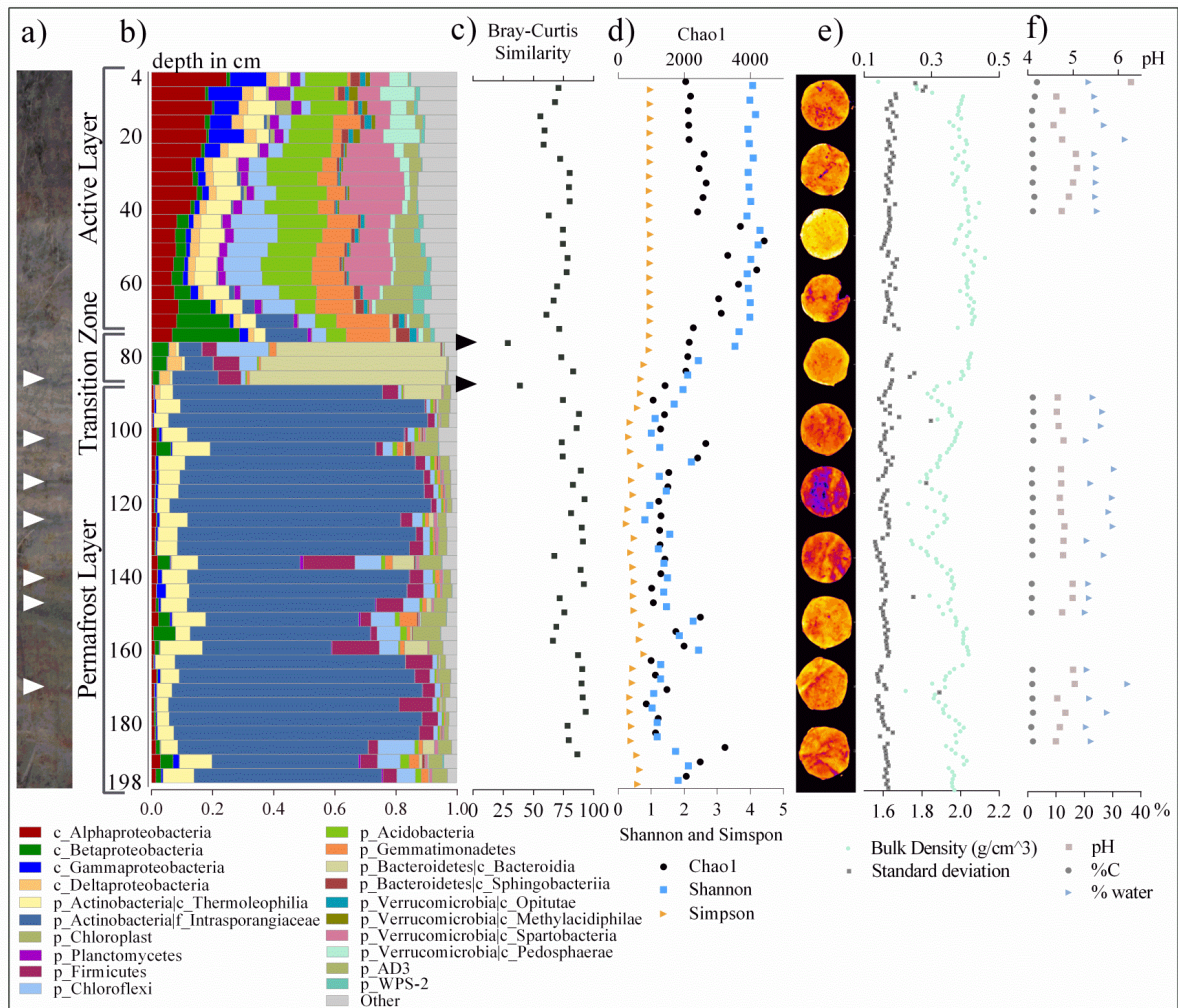 a)
b)
c)
d)
e)
f)
depth in cm
Bray-Curtis
Similarity
Chao1
0 2000 4000
0.1 0.3 0.5
4 5 6 pH
Active Layer
Transition Zone
Permafrost Layer
4
20
40
60
80
100
120
140
160
180
198
0.0 0.2 0.4 0.6 0.8 1.0
0 25 50 75 100
0 1 2 3 4 5
1.6 1.8 2.0 2.2
0 10 20 30 40 %
Shannon and Simspon
Chao1
Shannon
Simpson
Bulk Density (g/cm^3)
Standard deviation
pH
%C
% water
c_Alphaproteobacteria
c_Betaproteobacteria
c_Gammaproteobacteria
c_Deltaproteobacteria
p_Actinobacteria|c_Thermoleophilia
p_Actinobacteria|f_Intrasporangiaceae
p_Chloroplast
p_Planctomycetes
p_Firmicutes
p_Chloroflexi
p_Acidobacteria
p_Gemmatimonadetes
p_Bacteroidetes|c_Bacteroidia
p_Bacteroidetes|c_Sphingobacteriia
p_Verrucomicrobia|c_Opitutae
p_Verrucomicrobia|c_Methylacidiphilae
p_Verrucomicrobia|c_Spartobacteria
p_Verrucomicrobia|c_Pedosphaerae
p_AD3
p_WPS-2
Other